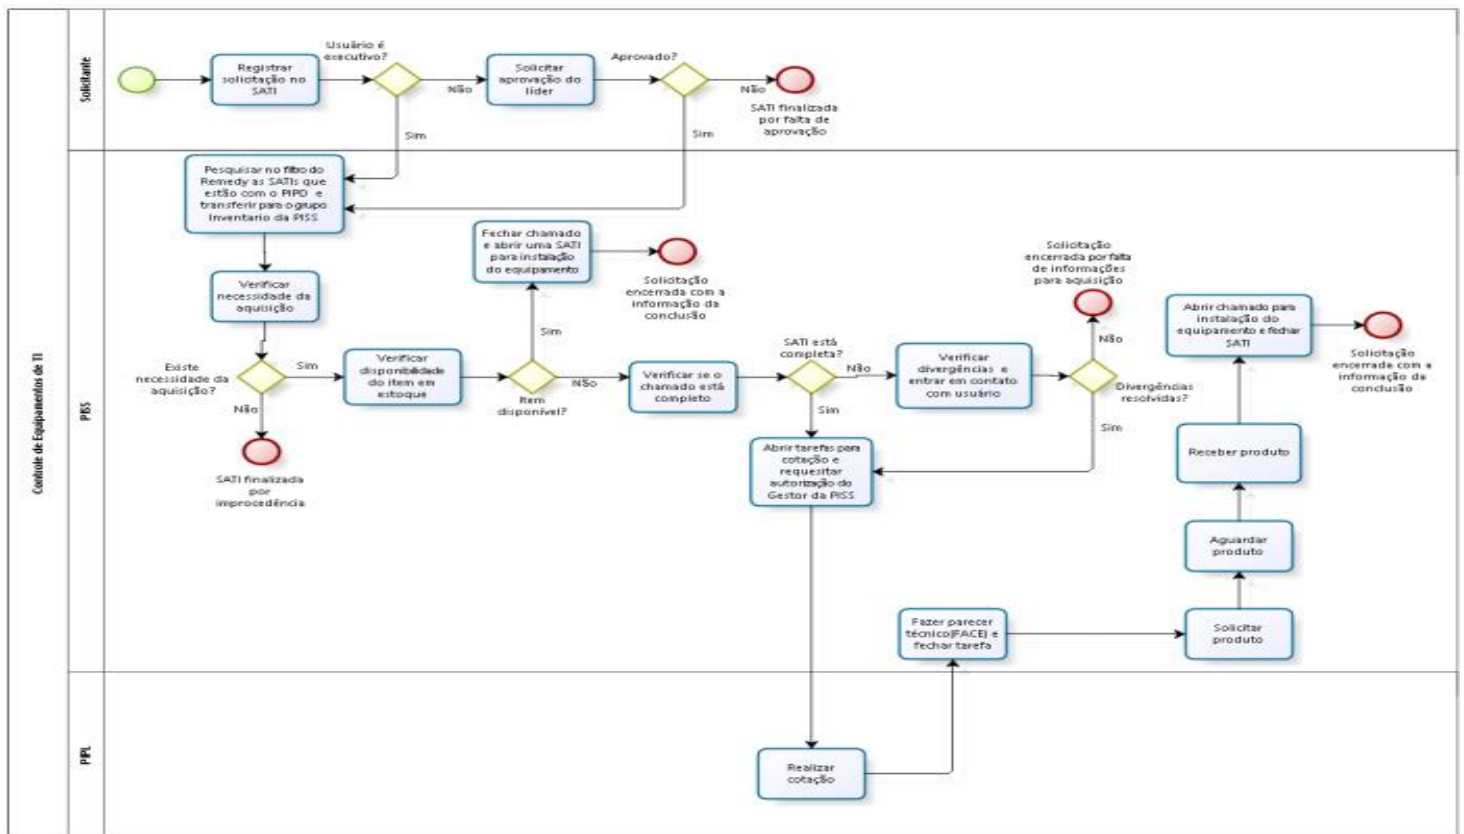 Controle de Equipamentos de TI
Solicitante
Registrar
solicitação no
SATI
Usuário é
executivo?
Não
Sim
Solicitar
aprovação do
líder
Aprovado?
Não
Sim
SATI finalizada
por falta de
aprovação
PISS
Pesquisar no filtro do
Remedy as SATIs que
estão com o PIPD e
transferir para o grupo
Inventario da PISS
Verificar
necessidade da
aquisição
Existe
necessidade da
aquisição?
Sim
Não
SATI finalizada
por
improcedência
Verificar
disponibilidade
do item em
estoque
Item
disponível?
Sim
Não
Fechar chamado
e abrir uma SATI
para instalação
do equipamento
Solicitação
encerrada com a
informação da
conclusão
Verificar se o
chamado está
completo
SATI está
completa?
Não
Sim
Verificar
divergências e
entrar em contato
com usuário
Divergências
resolvidas?
Não
Sim
Solicitação
encerrada por falta
de informações
para aquisição
Abrir tarefas para
cotação e
requesitar
autorização do
Gestor da PISS
Fazer parecer
técnico(FACE) e
fechar tarefa
Solicitar
produto
Aguardar
produto
Receber produto
Abrir chamado para
instalação do
equipamento e fechar
SATI
Solicitação
encerrada com a
informação da
conclusão
PIPL
Realizar
cotação